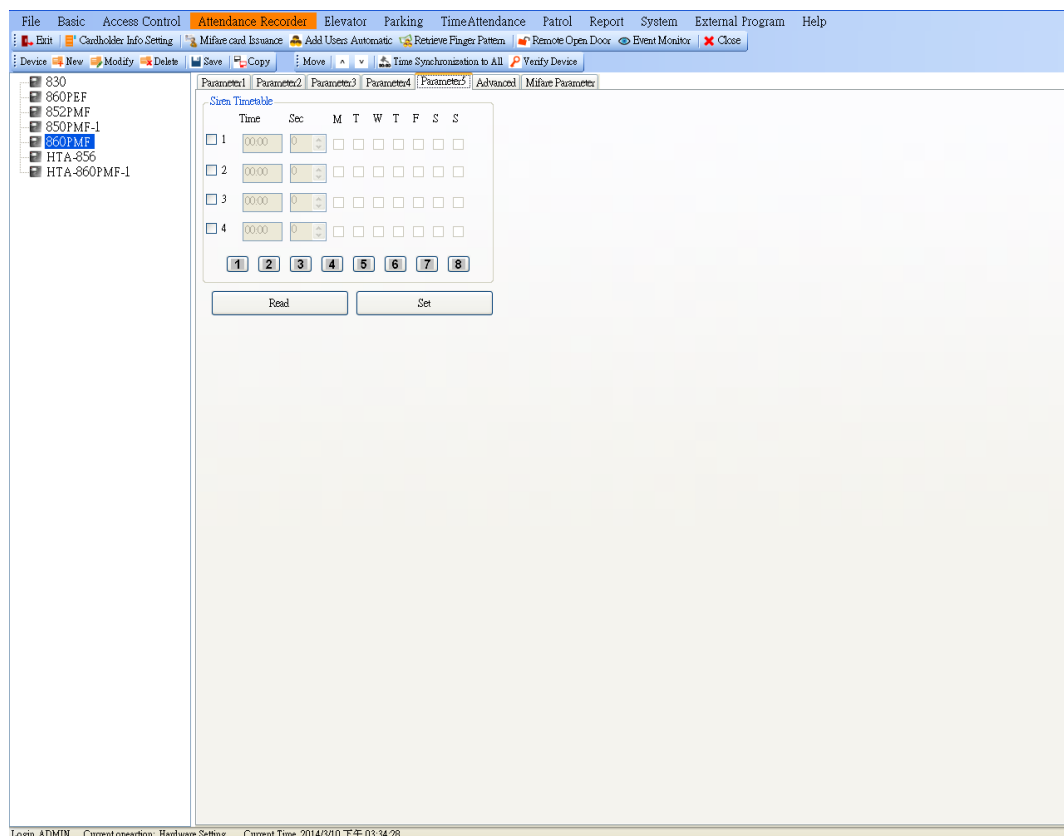 File Basic Access Control Attendance Recorder Elevator Parking TimeAttendance Patrol Report System External Program Help
Exit Cardholder Info Setting Mifare card Issuance Add Users Automatic Retrieve Finger Pattern Remote Open Door Event Monitor Close
Device New Modify Delete Save Copy Move Time Synchronization to All Verify Device
830
860PEF
852PMF
850PMF-1
860PMF
HTA-856
HTA-860PMF-1
Parameter1 Parameter2 Parameter3 Parameter4 Parameter5 Advanced Mifare Parameter
Siren Timetable
Time Sec M T W T F S S
1 00:00 0
2 00:00 0
3 00:00 0
4 00:00 0
1 2 3 4 5 6 7 8
Read Set
Login ADMIN Current opeartion: Hardware Setting Current Time 2014/3/10 下午 03:34:28